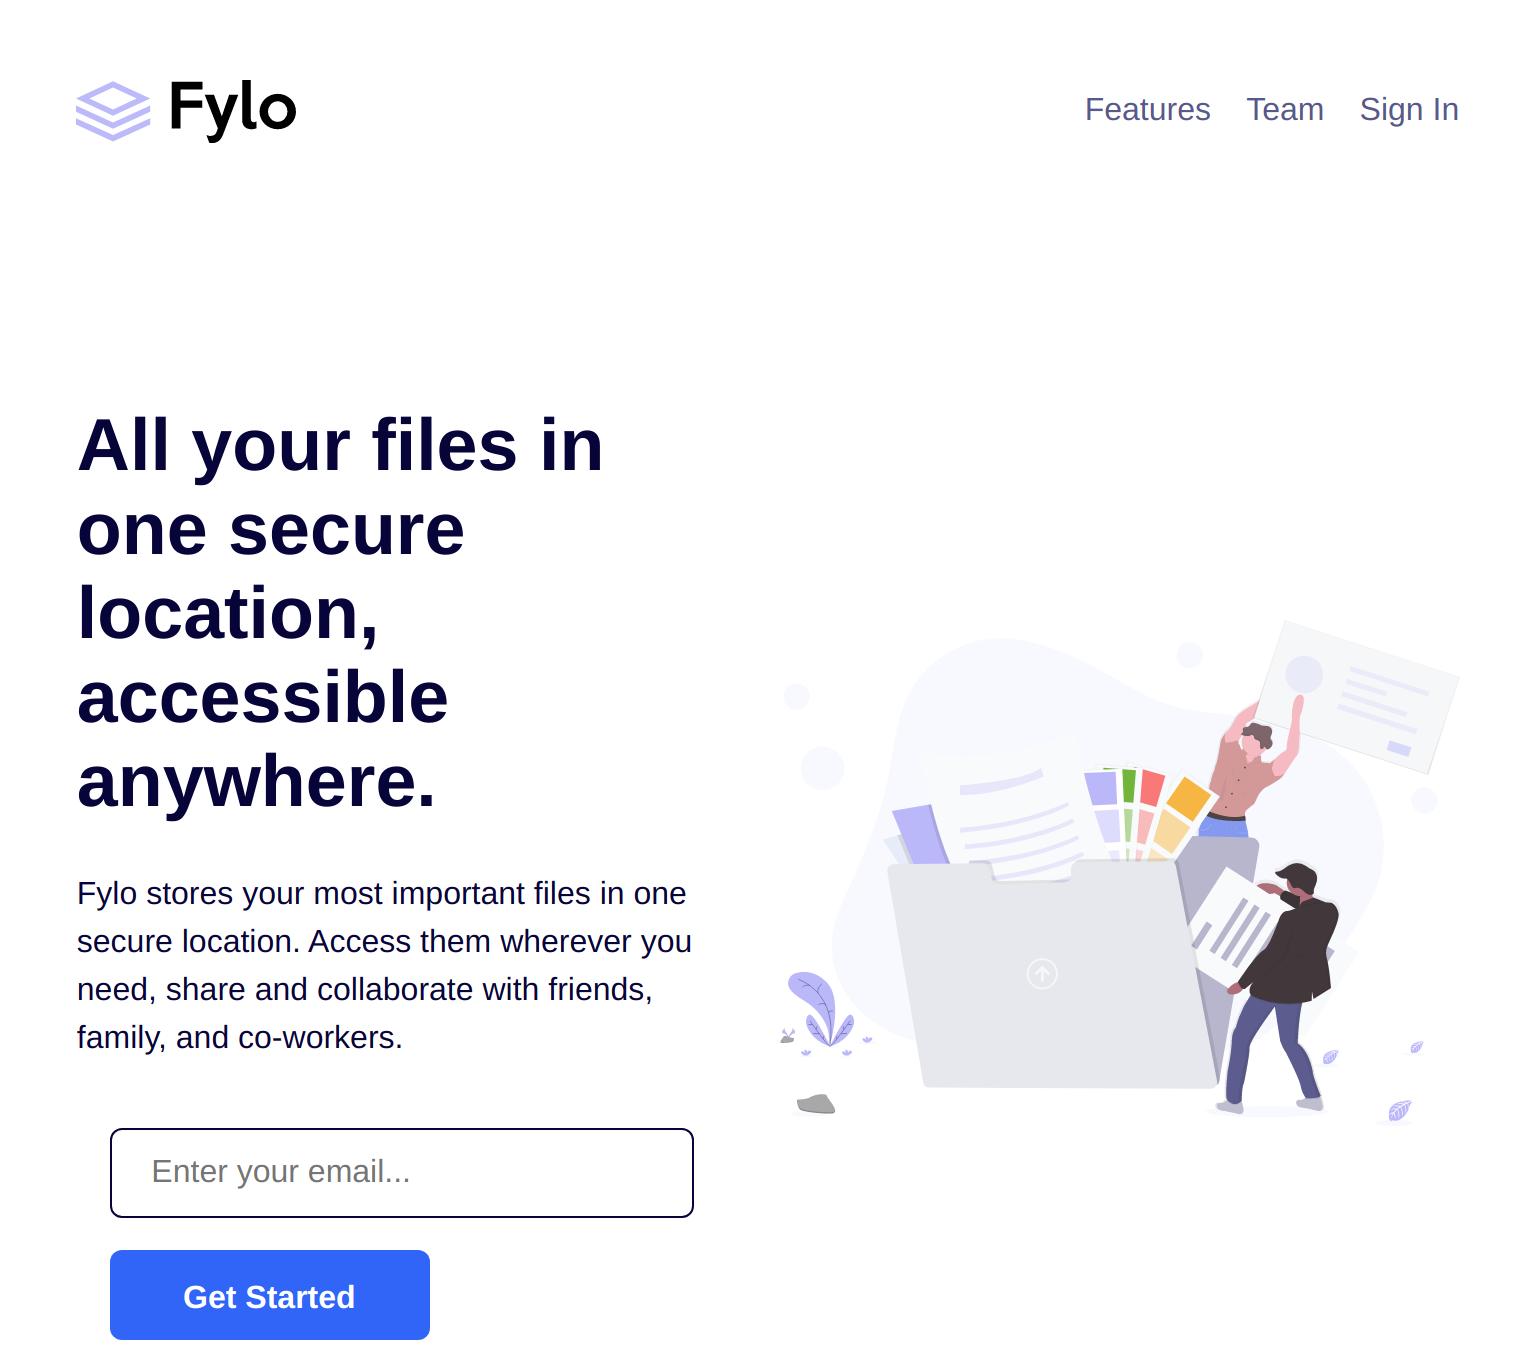 Fylo
Features Team Sign In
All your files in
one secure
location,
accessible
anywhere.
Fylo stores your most important files in one
secure location. Access them wherever you
need, share and collaborate with friends,
family, and co-workers.
Enter your email...
Get Started